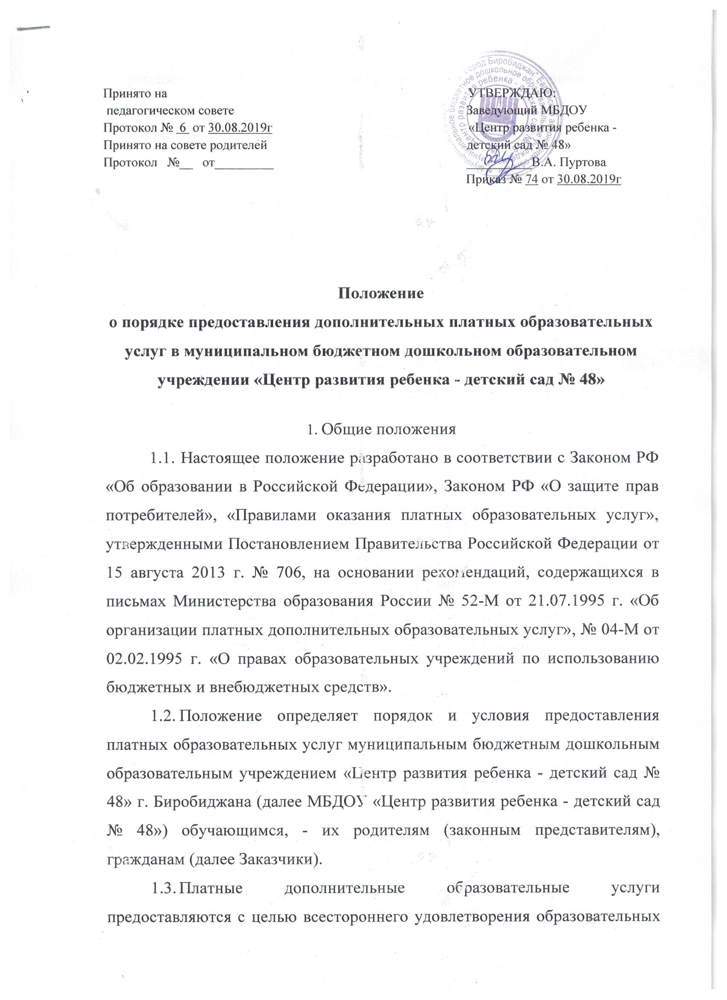 Принято на
педагогическом совете
Протокол № 6 от 30.08.2019г
Принято на совете родителей
Протокол №__ от_________
УТВЕРЖДАЮ:
Заведующий МБДОУ
«Центр развития ребенка -
детский сад № 48»
__________В.А. Пуртова
Приказ № 74 от 30.08.2019г
Положение
о порядке предоставления дополнительных платных образовательных
услуг в муниципальном бюджетном дошкольном образовательном
учреждении «Центр развития ребенка - детский сад № 48»
1. Общие положения
1.1. Настоящее положение разработано в соответствии с Законом РФ
«Об образовании в Российской Федерации», Законом РФ «О защите прав
потребителей», «Правилами оказания платных образовательных услуг»,
утвержденными Постановлением Правительства Российской Федерации от
15 августа 2013 г. № 706, на основании рекомендаций, содержащихся в
письмах Министерства образования России № 52-М от 21.07.1995 г. «Об
организации платных дополнительных образовательных услуг», № 04-М от
02.02.1995 г. «О правах образовательных учреждений по использованию
бюджетных и внебюджетных средств».
1.2. Положение определяет порядок и условия предоставления
платных образовательных услуг муниципальным бюджетным дошкольным
образовательным учреждением «Центр развития ребенка - детский сад №
48» г. Биробиджана (далее МБДОУ «Центр развития ребенка - детский сад
№ 48») обучающимся, - их родителям (законным представителям),
гражданам (далее Заказчики).
1.3. Платные дополнительные образовательные услуги
предоставляются с целью всестороннего удовлетворения образовательных